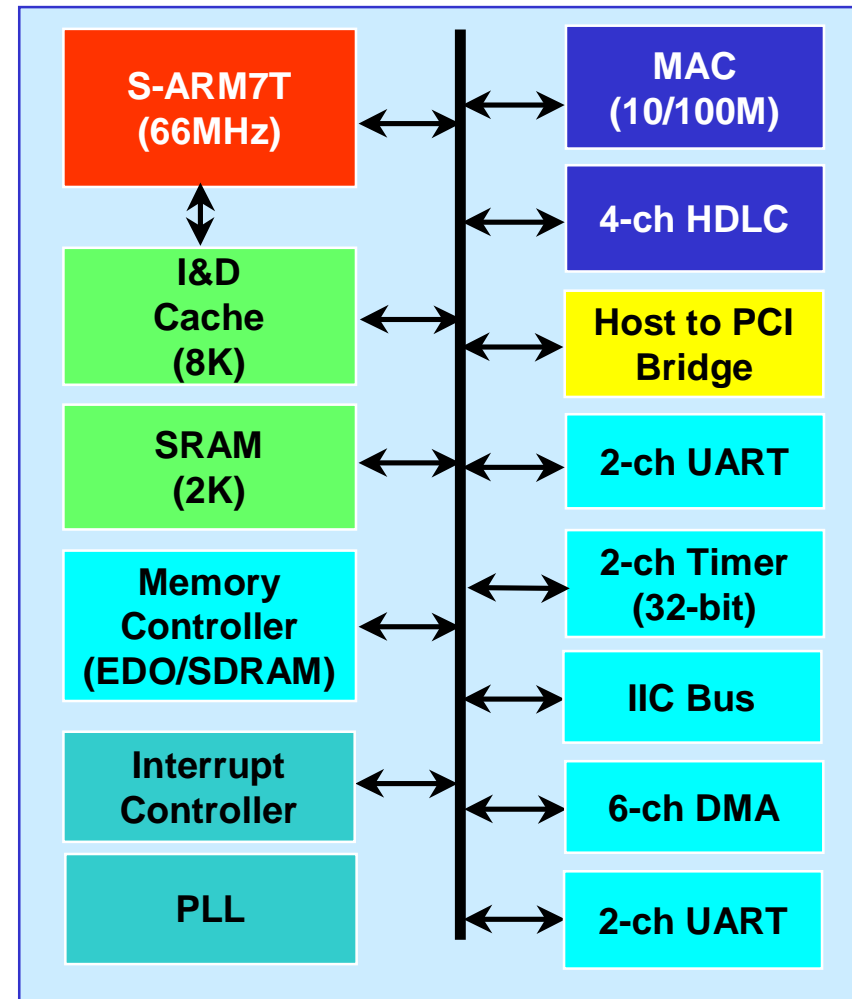 S-ARM7T
(66MHz)
I&D
Cache
(8K)
SRAM
(2K)
Memory
Controller
(EDO/SDRAM)
Interrupt
Controller
PLL
MAC
(10/100M)
4-ch HDLC
Host to PCI
Bridge
2-ch UART
2-ch Timer
(32-bit)
IIC Bus
6-ch DMA
2-ch UART